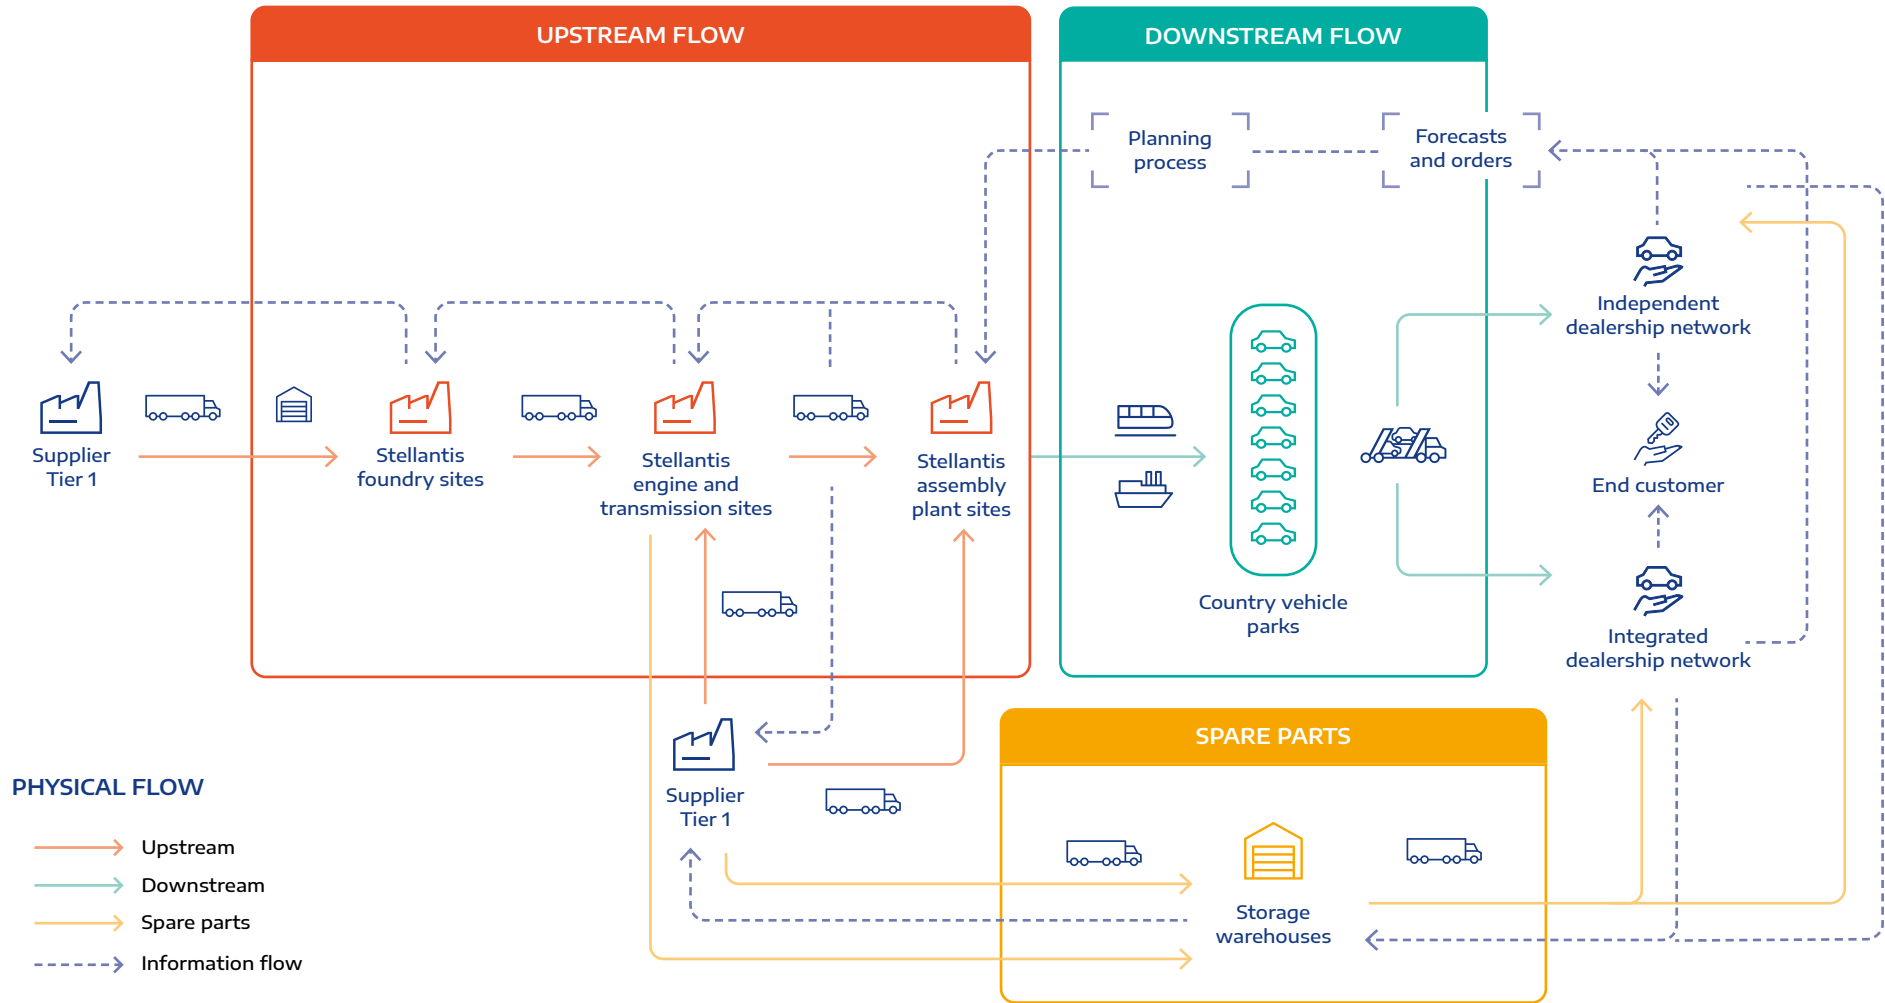 UPSTREAM FLOW
DOWNSTREAM FLOW
Planning
process
Forecasts
and orders
Independent
dealership network
Supplier
Tier 1
Stellantis
foundry sites
Stellantis
engine and
transmission sites
Stellantis
assembly
plant sites
End customer
Country vehicle
parks
Integrated
dealership network
SPARE PARTS
Supplier
Tier 1
Storage
warehouses
PHYSICAL FLOW
Upstream
Downstream
Spare parts
Information flow